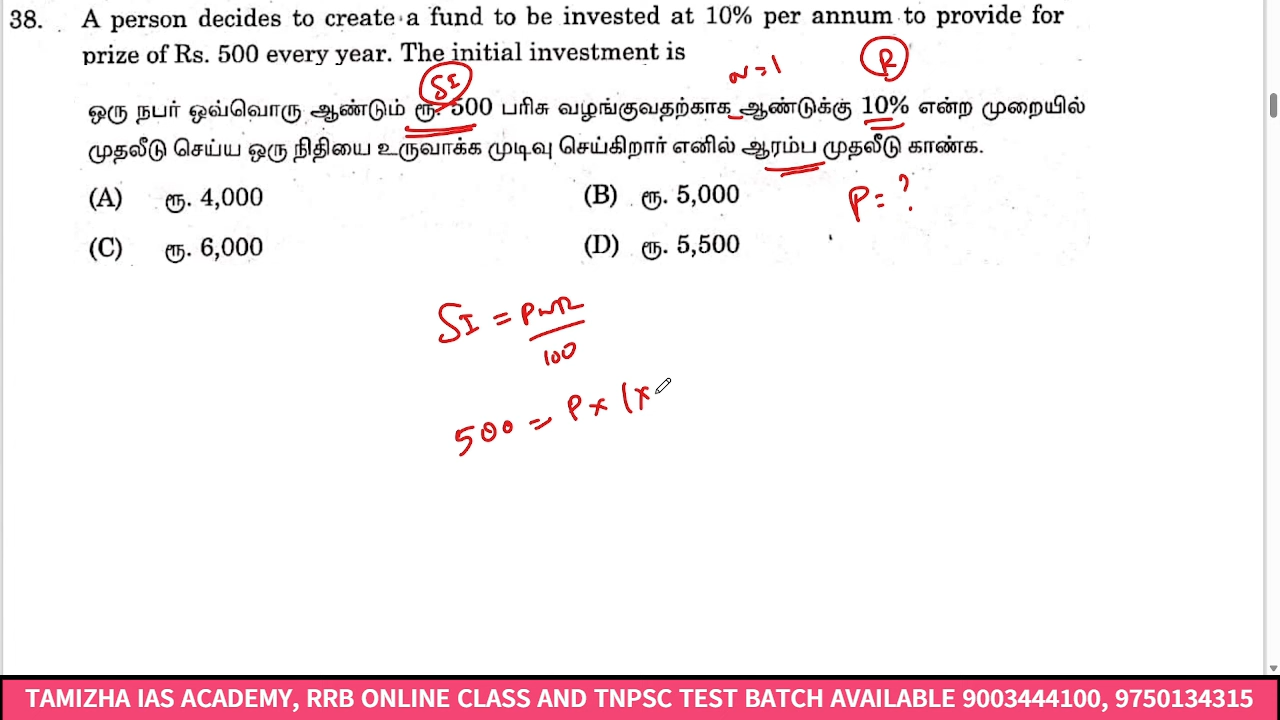 38. A person decides to create a fund to be invested at 10% per annum to provide for
prize of Rs. 500 every year. The initial investment is
SI
N=1
R
ஒரு நபர் ஒவ்வொரு ஆண்டும் ரூ. 500 பரிசு வழங்குவதற்காக ஆண்டுக்கு 10% என்ற முறையில்
முதலீடு செய்ய ஒரு நிதியை உருவாக்க முடிவு செய்கிறார் எனில் ஆரம்ப முதலீடு காண்க.
(A) ரூ. 4,000 (B) ரூ. 5,000
P = ?
(C) ரூ. 6,000 (D) ரூ. 5,500
SI = PNR
100
500 = P x 1 x
TAMIZHA IAS ACADEMY, RRB ONLINE CLASS AND TNPSC TEST BATCH AVAILABLE 9003444100, 9750134315